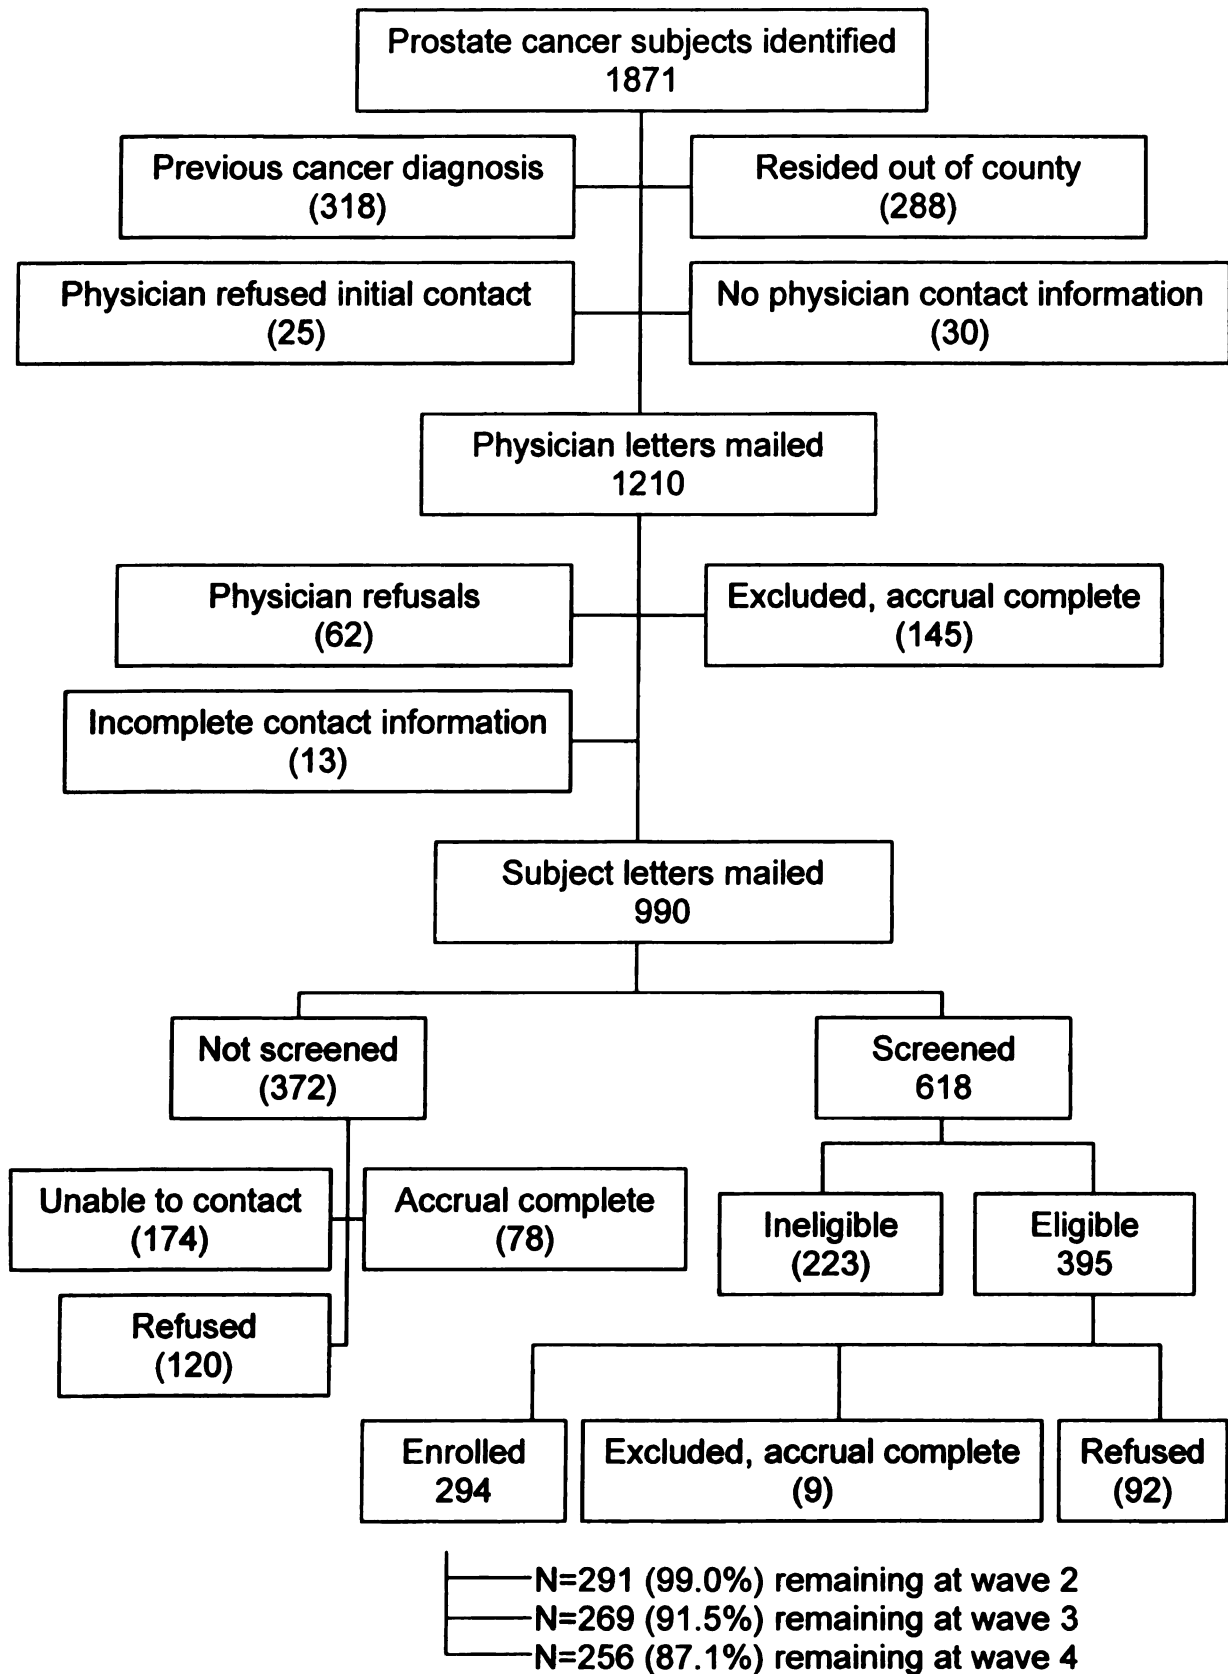 Prostate cancer subjects identified
1871
Previous cancer diagnosis
(318)
Resided out of county
(288)
Physician refused initial contact
(25)
No physician contact information
(30)
Physician letters mailed
1210
Physician refusals
(62)
Excluded, accrual complete
(145)
Incomplete contact information
(13)
Subject letters mailed
990
Not screened
(372)
Screened
618
Unable to contact
(174)
Accrual complete
(78)
Ineligible
(223)
Eligible
395
Refused
(120)
Enrolled
294
Excluded, accrual complete
(9)
Refused
(92)
N=291 (99.0%) remaining at wave 2
N=269 (91.5%) remaining at wave 3
N=256 (87.1%) remaining at wave 4